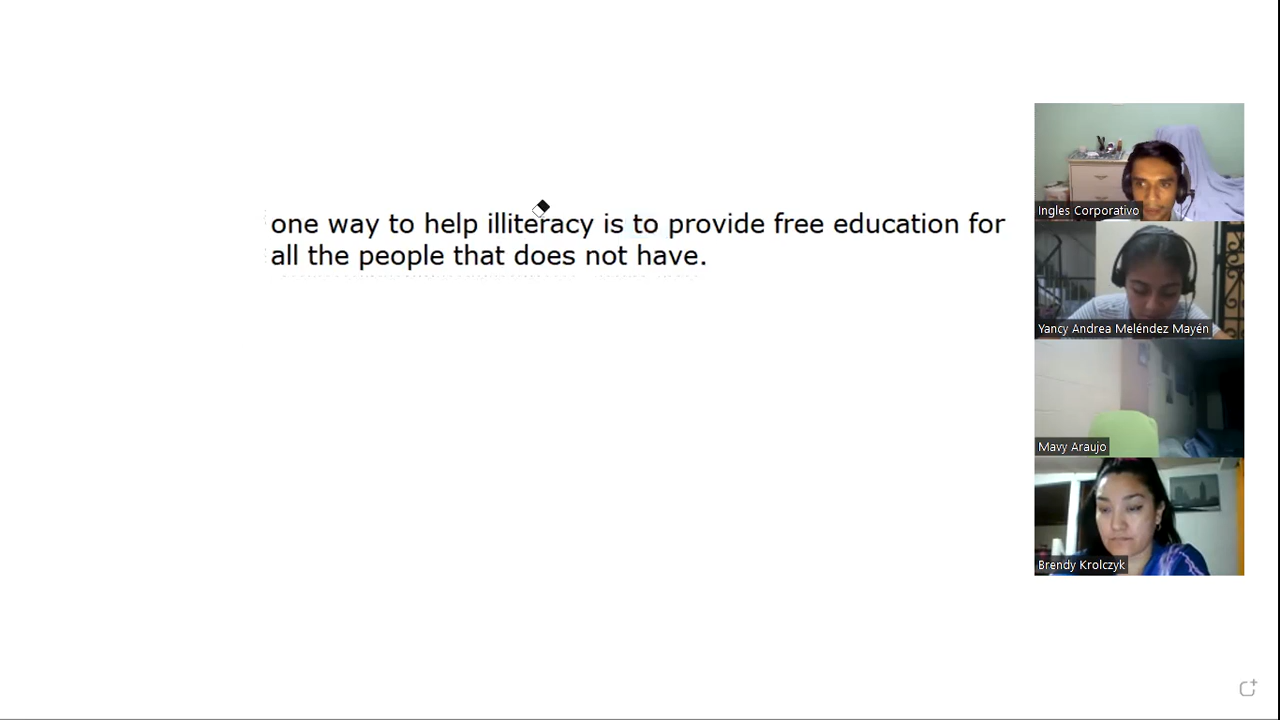 one way to help illiteracy is to provide free education for
all the people that does not have.
Ingles Corporativo
Yancy Andrea Meléndez Mayén
Mavy Araujo
Brendy Krolczyk